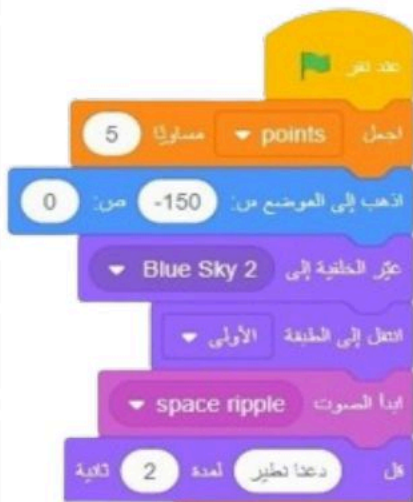 عند نقر
اجعل points مساويًا 5
اذهب إلى الموضع س: -150 ص: 0
غيّر الخلفية إلى Blue Sky 2
انتقل إلى الطبقة الأولى
ابدأ الصوت space ripple
قل دعنا نطير لمدة 2 ثانية